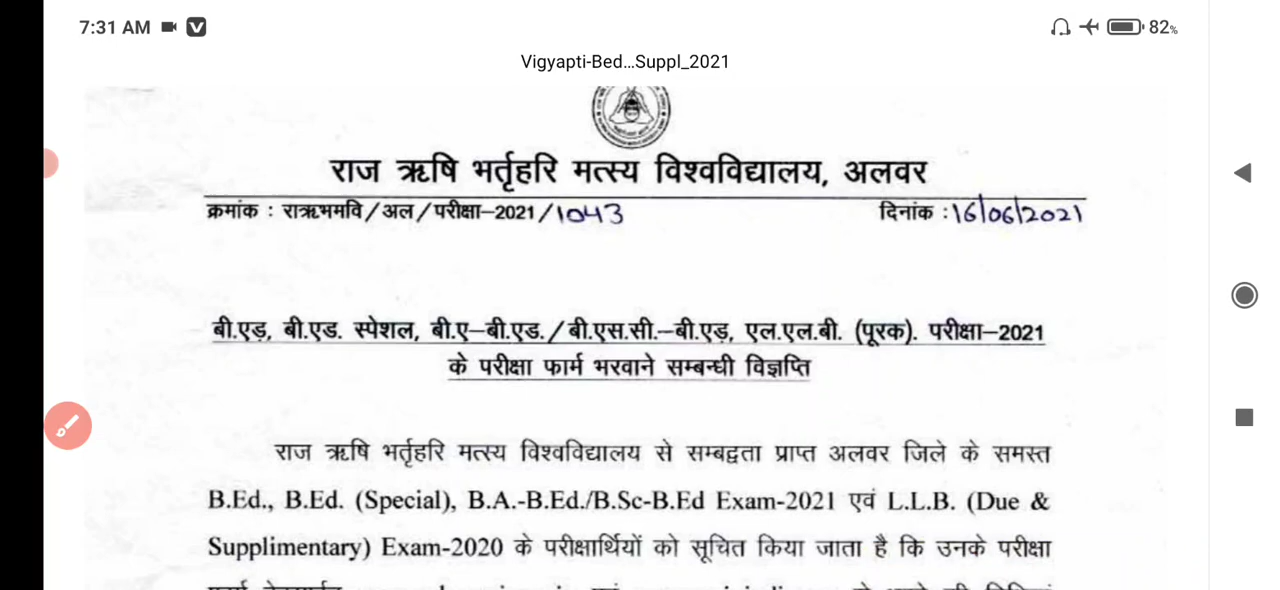 7:31 AM
82%
Vigyapti-Bed...Suppl_2021
राज ऋषि भर्तृहरि मत्स्य विश्वविद्यालय, अलवर
क्रमांक : राऋभमवि/अल/परीक्षा-2021/1043 दिनांक :16/06/2021
बी.एड़, बी.एड. स्पेशल, बी.ए-बी.एड./बी.एस.सी.-बी.एड़, एल.एल.बी. (पूरक). परीक्षा-2021
के परीक्षा फार्म भरवाने सम्बन्धी विज्ञप्ति
राज ऋषि भर्तृहरि मत्स्य विश्वविद्यालय से सम्बद्वता प्राप्त अलवर जिले के समस्त
B.Ed., B.Ed. (Special), B.A.-B.Ed./B.Sc-B.Ed Exam-2021 एवं L.L.B. (Due &
Supplimentary) Exam-2020 के परीक्षार्थियों को सूचित किया जाता है कि उनके परीक्षा